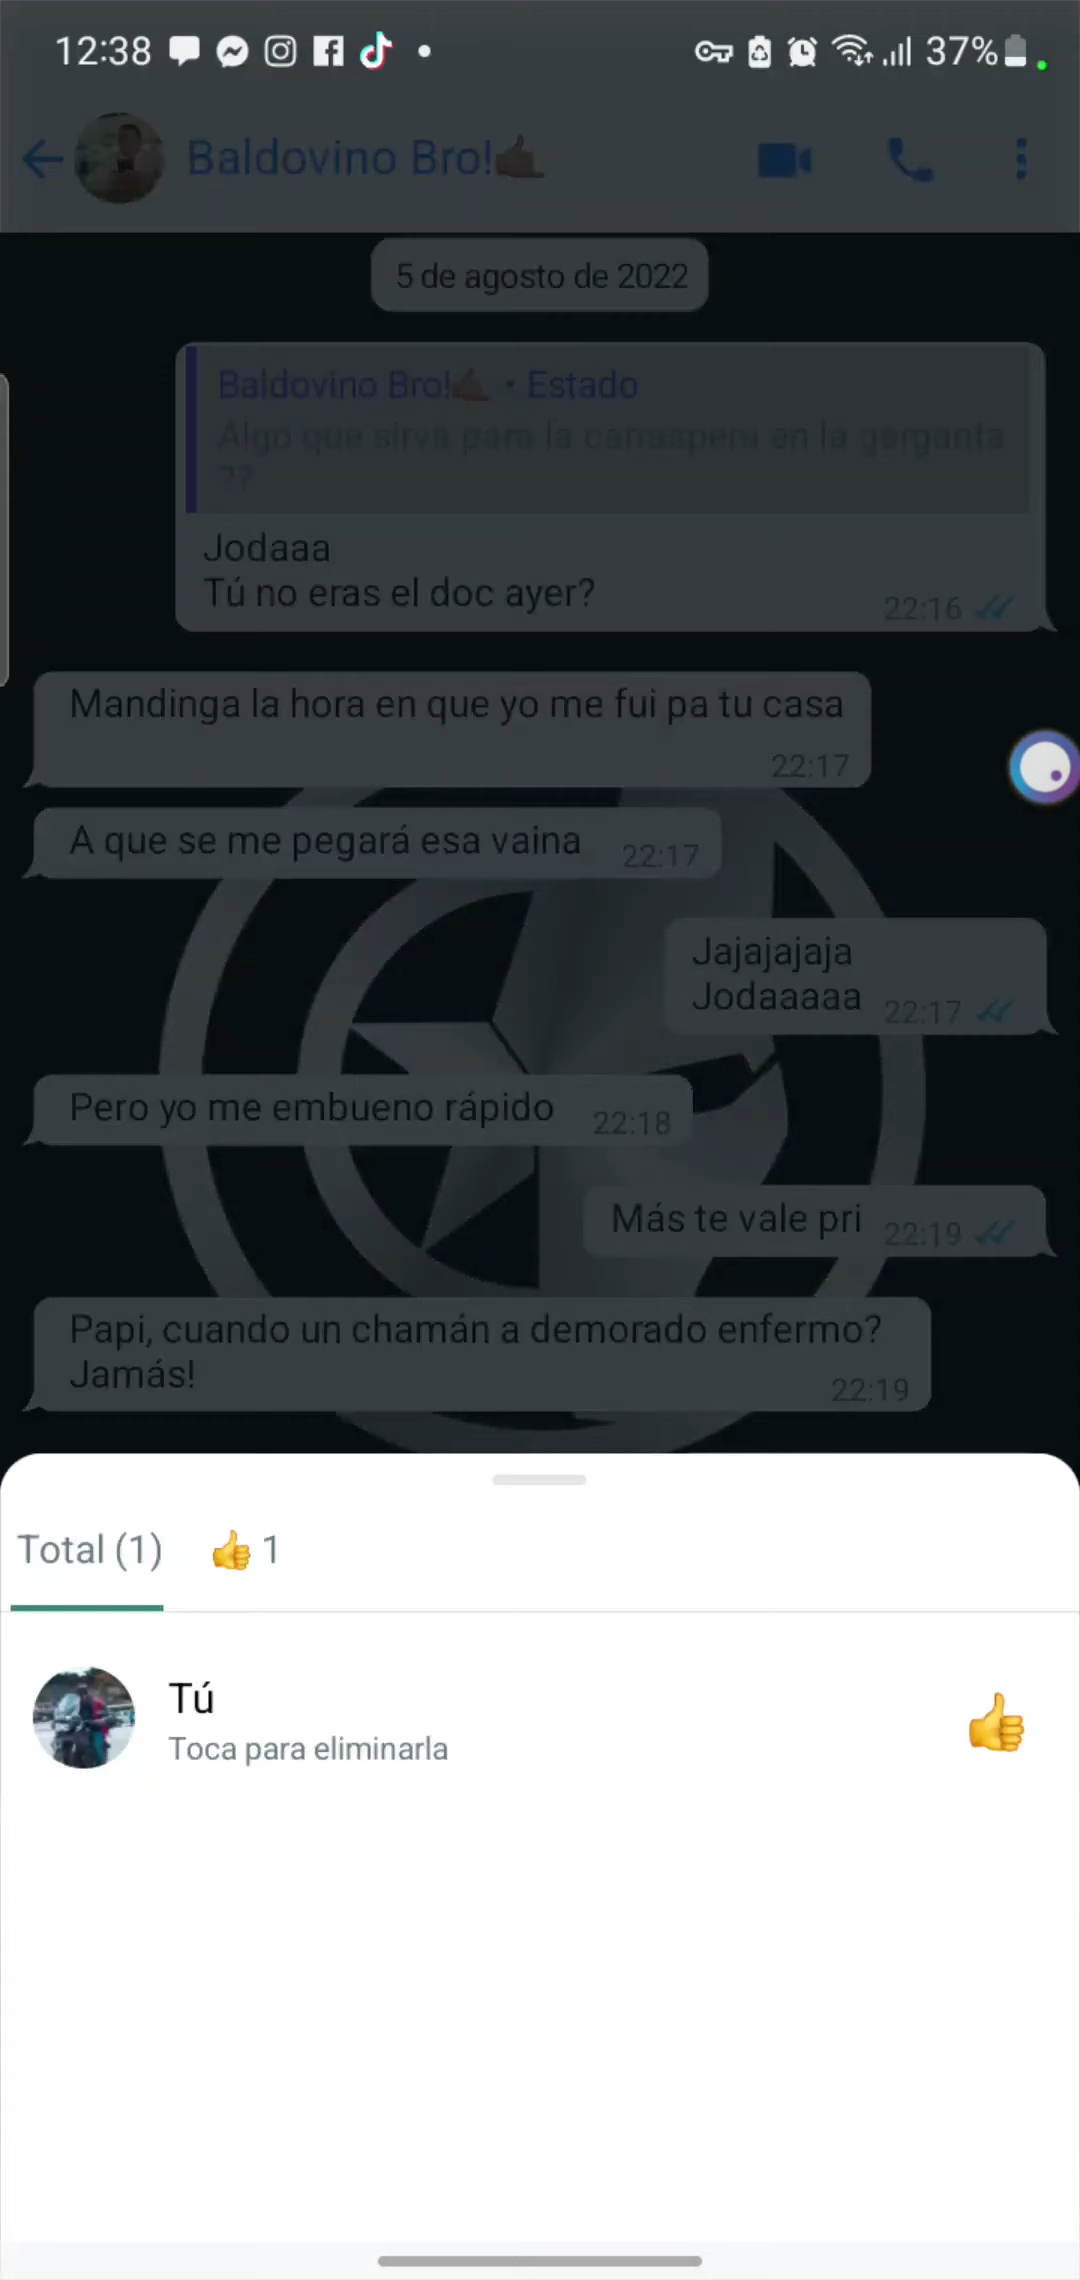 12:38
37%
Baldovino Bro!🤙
5 de agosto de 2022
Baldovino Bro!🤙 • Estado
Algo que sirva para la carraspera en la garganta
??
Jodaaa
Tú no eras el doc ayer?
22:16
Mandinga la hora en que yo me fui pa tu casa
22:17
A que se me pegará esa vaina 22:17
Jajajajaja
Jodaaaaa 22:17
Pero yo me embueno rápido 22:18
Más te vale pri 22:19
Papi, cuando un chamán a demorado enfermo?
Jamás!
22:19
Total (1) 👍 1
Tú
Toca para eliminarla
👍